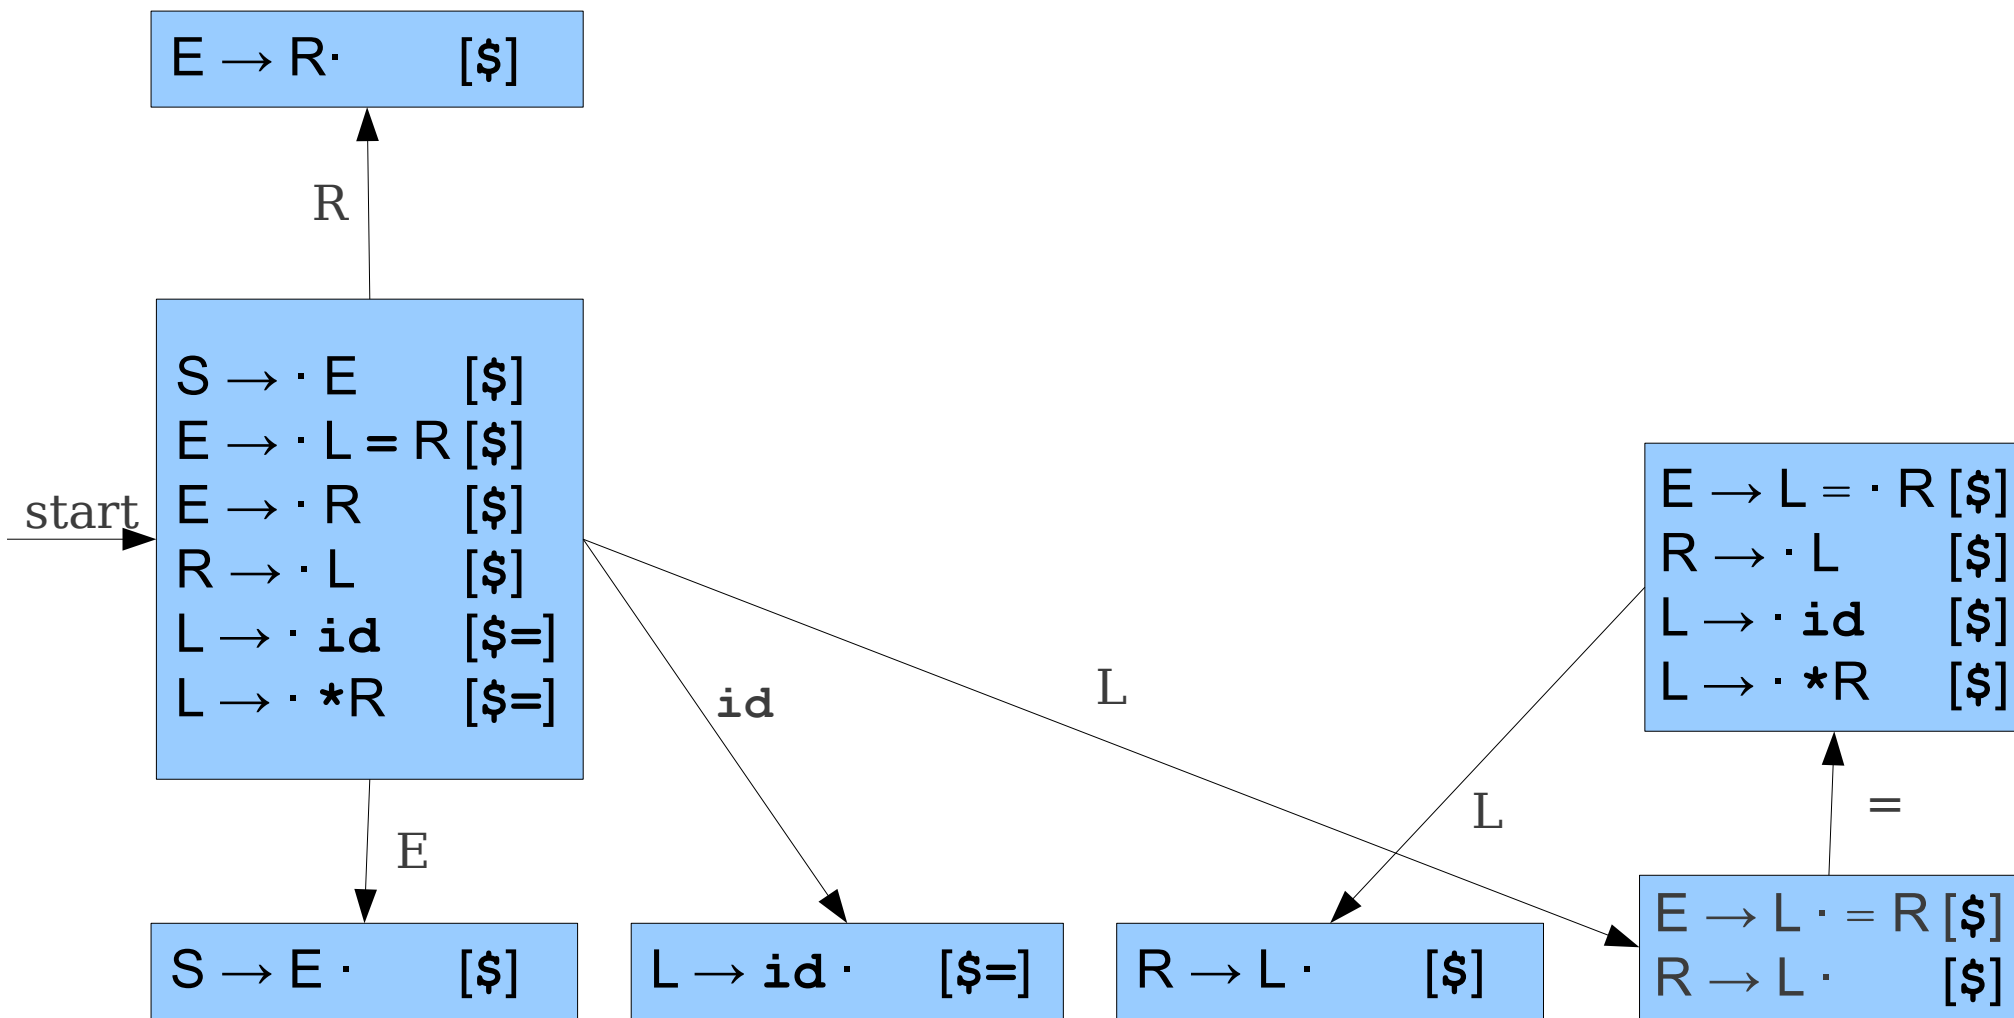 E → R· [$]
R
S → · E [$]
E → · L = R [$]
E → · R [$]
R → · L [$]
L → · id [$=]
L → · *R [$=]
start
E → L = · R [$]
R → · L [$]
L → · id [$]
L → · *R [$]
id
L
L
=
E
S → E · [$]
L → id · [$=]
R → L · [$]
E → L · = R [$]
R → L · [$]